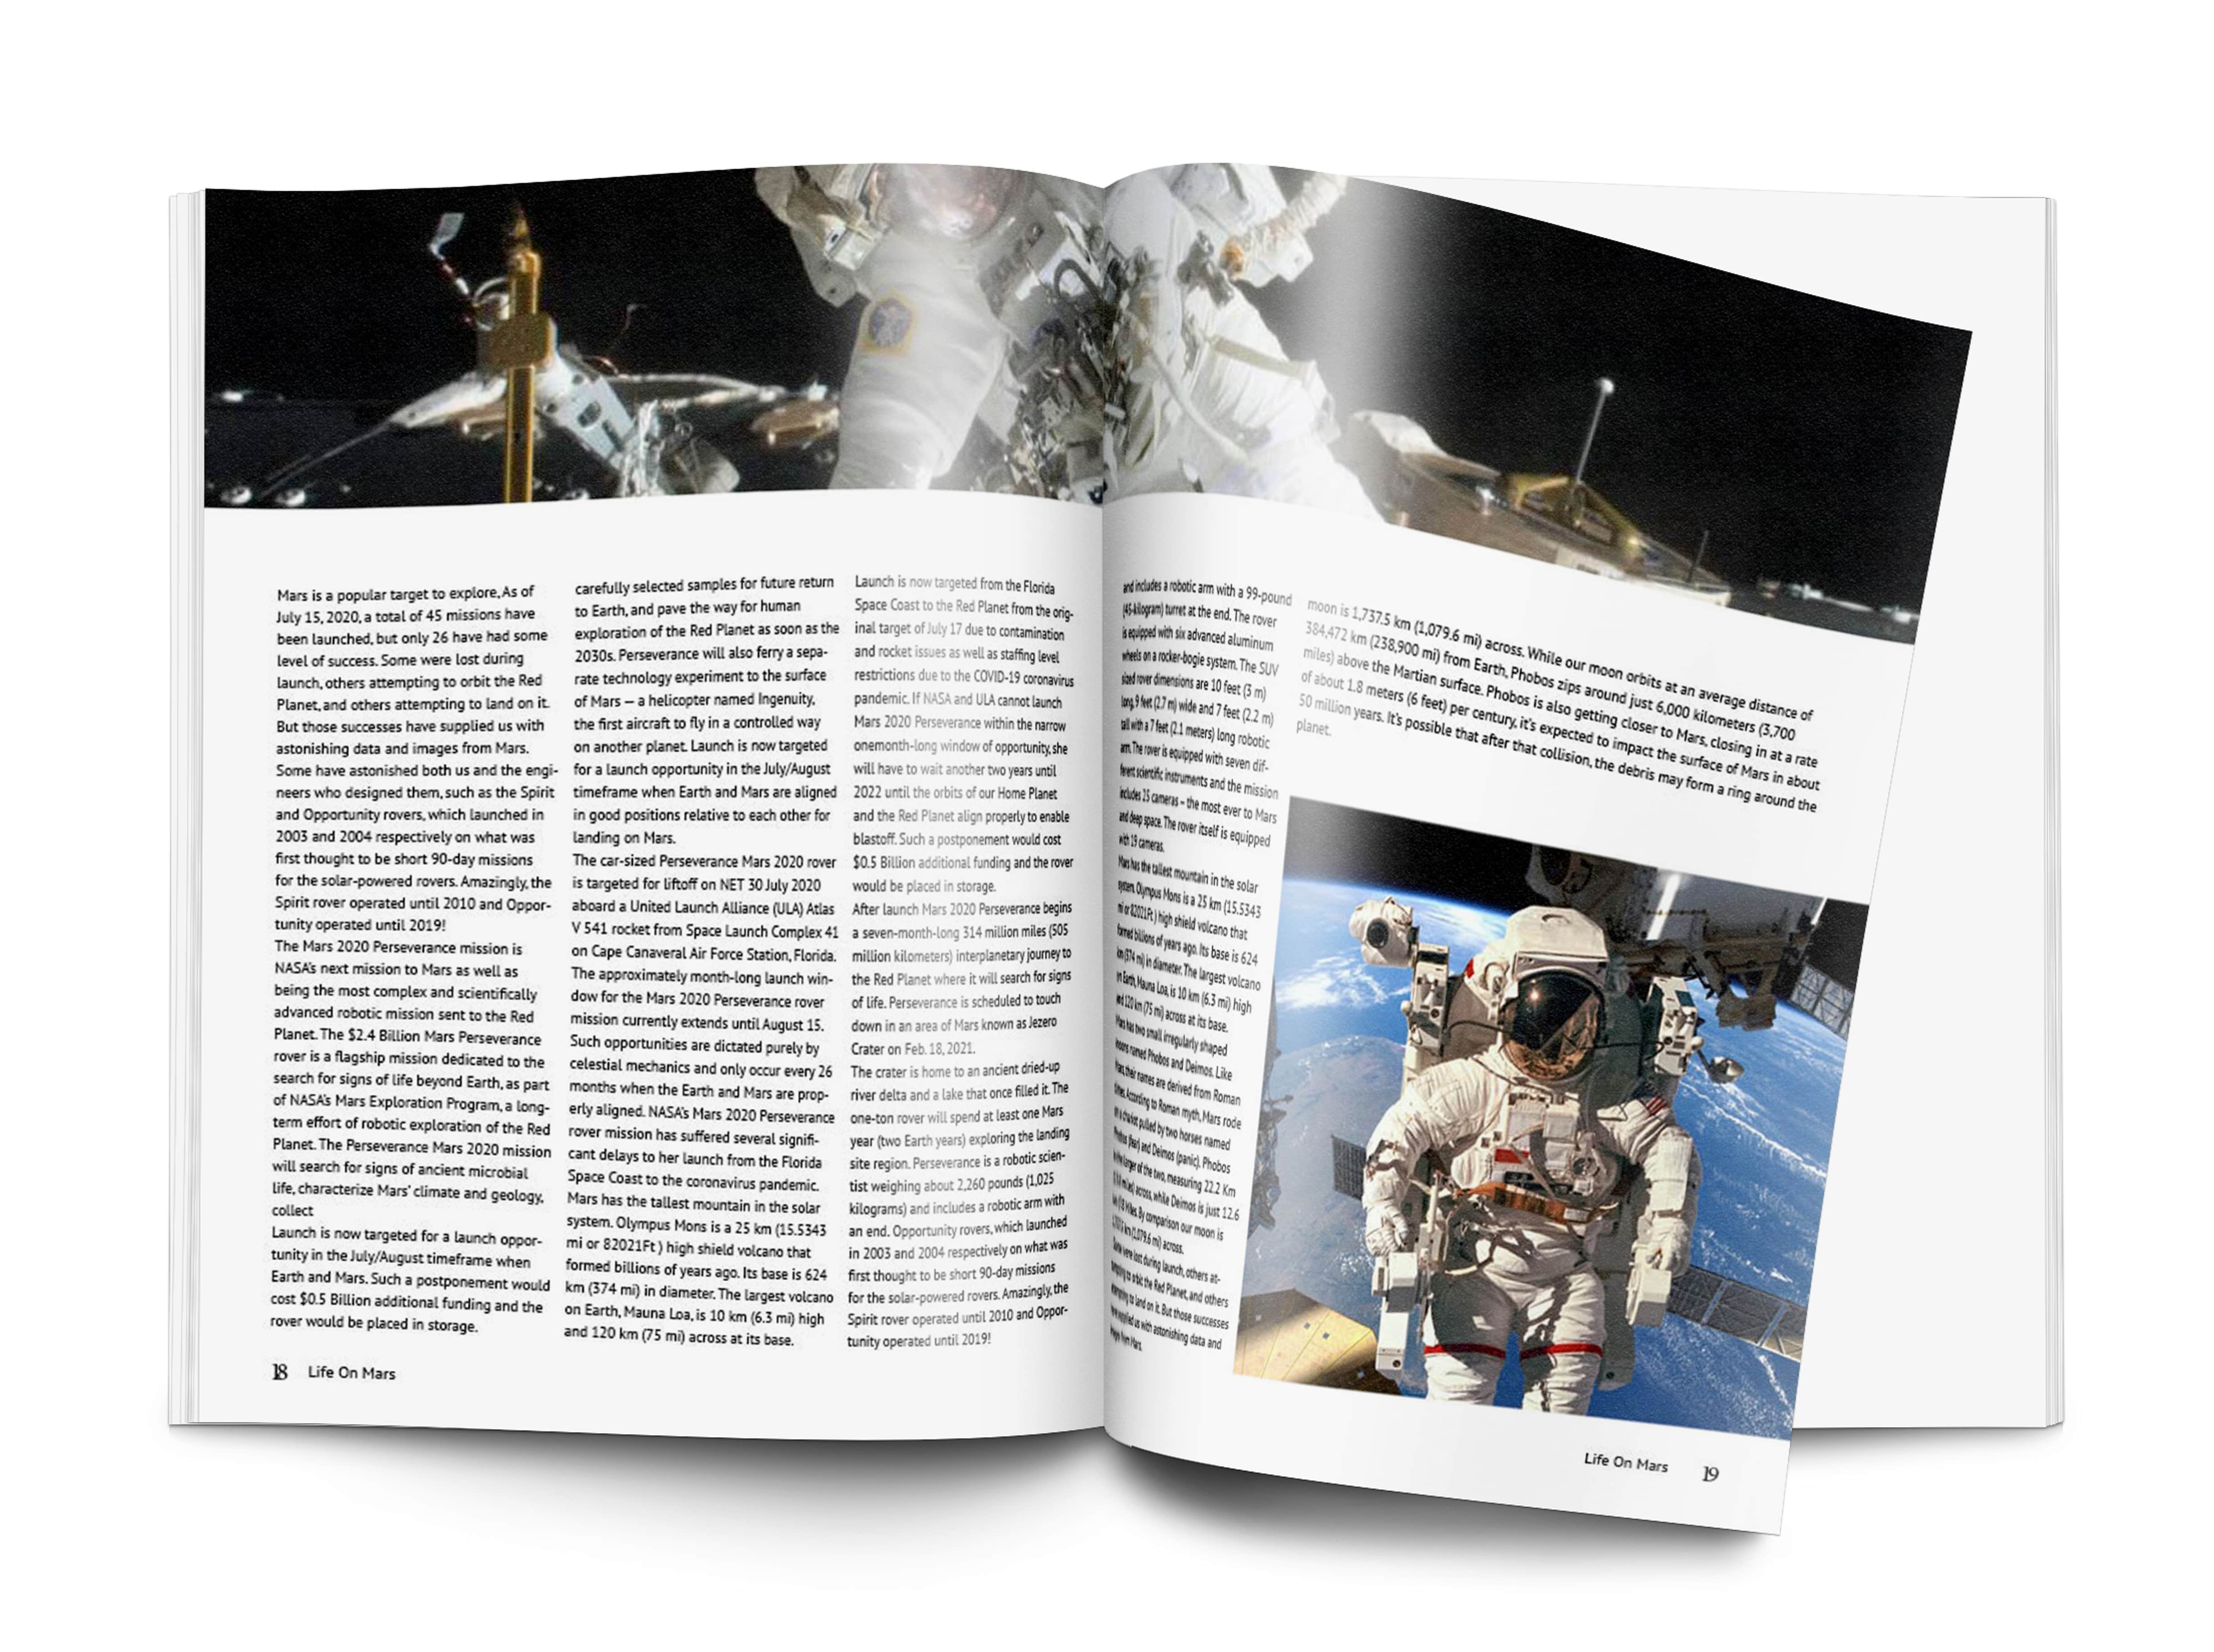 Mars is a popular target to explore, As of
July 15, 2020, a total of 45 missions have
been launched, but only 26 have had some
level of success. Some were lost during
launch, others attempting to orbit the Red
Planet, and others attempting to land on it.
But those successes have supplied us with
astonishing data and images from Mars.
Some have astonished both us and the engi-
neers who designed them, such as the Spirit
and Opportunity rovers, which launched in
2003 and 2004 respectively on what was
first thought to be short 90-day missions
for the solar-powered rovers. Amazingly, the
Spirit rover operated until 2010 and Oppor-
tunity operated until 2019!
The Mars 2020 Perseverance mission is
NASA's next mission to Mars as well as
being the most complex and scientifically
advanced robotic mission sent to the Red
Planet. The $2.4 Billion Mars Perseverance
rover is a flagship mission dedicated to the
search for signs of life beyond Earth, as part
of NASA's Mars Exploration Program, a long-
term effort of robotic exploration of the Red
Planet. The Perseverance Mars 2020 mission
will search for signs of ancient microbial
life, characterize Mars' climate and geology,
collect
Launch is now targeted for a launch oppor-
tunity in the July/August timeframe when
Earth and Mars. Such a postponement would
cost $0.5 Billion additional funding and the
rover would be placed in storage.
carefully selected samples for future return
to Earth, and pave the way for human
exploration of the Red Planet as soon as the
2030s. Perseverance will also ferry a sepa-
rate technology experiment to the surface
of Mars — a helicopter named Ingenuity,
the first aircraft to fly in a controlled way
on another planet. Launch is now targeted
for a launch opportunity in the July/August
timeframe when Earth and Mars are aligned
in good positions relative to each other for
landing on Mars.
The car-sized Perseverance Mars 2020 rover
is targeted for liftoff on NET 30 July 2020
aboard a United Launch Alliance (ULA) Atlas
V 541 rocket from Space Launch Complex 41
on Cape Canaveral Air Force Station, Florida.
The approximately month-long launch win-
dow for the Mars 2020 Perseverance rover
mission currently extends until August 15.
Such opportunities are dictated purely by
celestial mechanics and only occur every 26
months when the Earth and Mars are prop-
erly aligned. NASA's Mars 2020 Perseverance
rover mission has suffered several signifi-
cant delays to her launch from the Florida
Space Coast to the coronavirus pandemic.
Mars has the tallest mountain in the solar
system. Olympus Mons is a 25 km (15.5343
mi or 82021Ft ) high shield volcano that
formed billions of years ago. Its base is 624
km (374 mi) in diameter. The largest volcano
on Earth, Mauna Loa, is 10 km (6.3 mi) high
and 120 km (75 mi) across at its base.
Launch is now targeted from the Florida
Space Coast to the Red Planet from the orig-
inal target of July 17 due to contamination
and rocket issues as well as staffing level
restrictions due to the COVID-19 coronavirus
pandemic. If NASA and ULA cannot launch
Mars 2020 Perseverance within the narrow
onemonth-long window of opportunity, she
will have to wait another two years until
2022 until the orbits of our Home Planet
and the Red Planet align properly to enable
blastoff. Such a postponement would cost
$0.5 Billion additional funding and the rover
would be placed in storage.
After launch Mars 2020 Perseverance begins
a seven-month-long 314 million miles (505
million kilometers) interplanetary journey to
the Red Planet where it will search for signs
of life. Perseverance is scheduled to touch
down in an area of Mars known as Jezero
Crater on Feb. 18, 2021.
The crater is home to an ancient dried-up
river delta and a lake that once filled it. The
one-ton rover will spend at least one Mars
year (two Earth years) exploring the landing
site region. Perseverance is a robotic scien-
tist weighing about 2,260 pounds (1,025
kilograms) and includes a robotic arm with
an end. Opportunity rovers, which launched
in 2003 and 2004 respectively on what was
first thought to be short 90-day missions
for the solar-powered rovers. Amazingly, the
Spirit rover operated until 2010 and Oppor-
tunity operated until 2019!
18 Life On Mars
and includes a robotic arm with a 99-pound
(45-kilogram) turret at the end. The rover
is equipped with six advanced aluminum
wheels on a rocker-bogie system. The SUV
sized rover dimensions are 10 feet (3 m)
long, 9 feet (2.7 m) wide and 7 feet (2.2 m)
tall with a 7 feet (2.1 meters) long robotic
arm. The rover is equipped with seven dif-
ferent scientific instruments and the mission
includes 25 cameras – the most ever to Mars
and deep space. The rover itself is equipped
with 19 cameras.
Mars has the tallest mountain in the solar
system. Olympus Mons is a 25 km (15.5343
mi or 82021Ft ) high shield volcano that
formed billions of years ago. Its base is 624
km (374 mi) in diameter. The largest volcano
on Earth, Mauna Loa, is 10 km (6.3 mi) high
and 120 km (75 mi) across at its base.
Mars has two small irregularly shaped
moons named Phobos and Deimos. Like
Mars, their names are derived from Roman
times. According to Roman myth, Mars rode
on a chariot pulled by two horses named
Phobos (fear) and Deimos (panic). Phobos
is the larger of the two, measuring 22.2 Km
miles) across, while Deimos is just 12.6
Miles. By comparison our moon is
(1,079.6 mi) across.
Some were lost during launch, others at-
tempting to orbit the Red Planet, and others
attempting to land on it. But those successes
have supplied us with astonishing data and
images from Mars.
moon is 1,737.5 km (1,079.6 mi) across. While our moon orbits at an average distance of
384,472 km (238,900 mi) from Earth, Phobos zips around just 6,000 kilometers (3,700
miles) above the Martian surface. Phobos is also getting closer to Mars, closing in at a rate
of about 1.8 meters (6 feet) per century, it's expected to impact the surface of Mars in about
50 million years. It's possible that after that collision, the debris may form a ring around the
planet.
Life On Mars 19